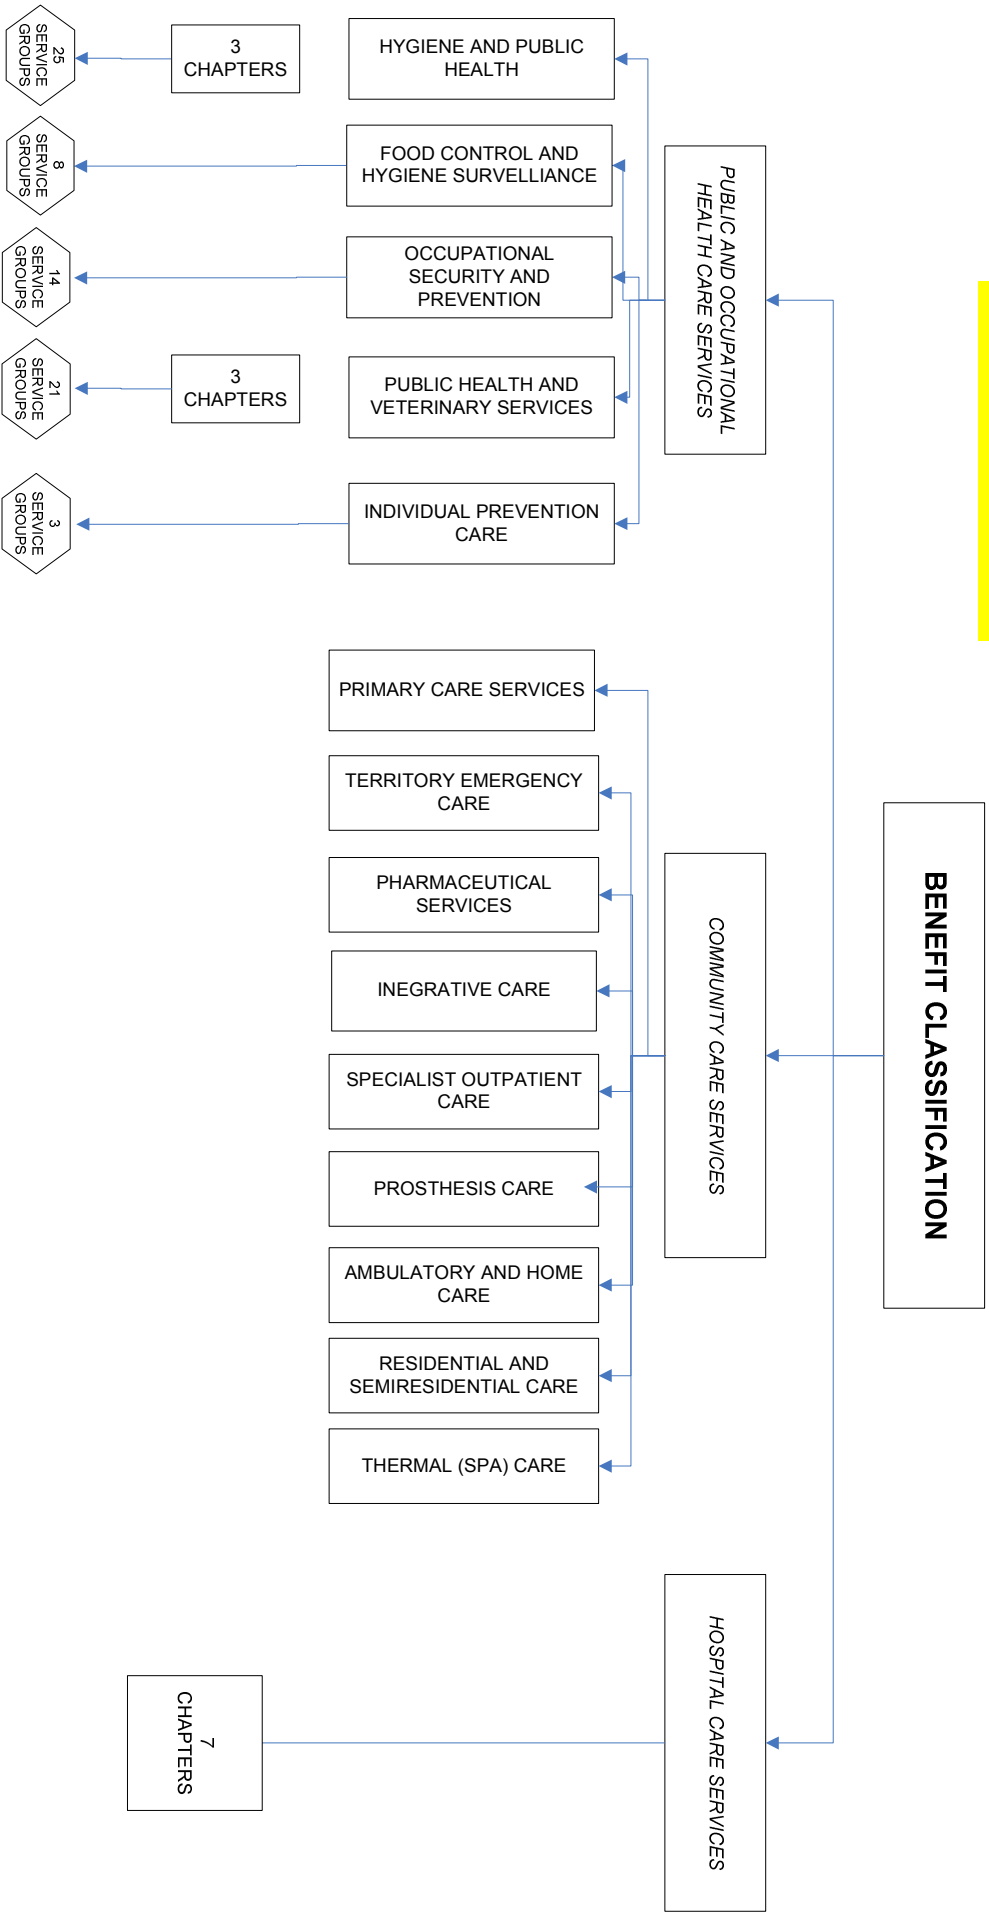 BENEFIT CLASSIFICATION
PUBLIC AND OCCUPATIONAL
HEALTH CARE SERVICES
HYGIENE AND PUBLIC
HEALTH
3
CHAPTERS
25
SERVICE
GROUPS
FOOD CONTROL AND
HYGIENE SURVELLIANCE
8
SERVICE
GROUPS
OCCUPATIONAL
SECURITY AND
PREVENTION
14
SERVICE
GROUPS
PUBLIC HEALTH AND
VETERINARY SERVICES
3
CHAPTERS
21
SERVICE
GROUPS
INDIVIDUAL PREVENTION
CARE
3
SERVICE
GROUPS
COMMUNITY CARE SERVICES
PRIMARY CARE SERVICES
TERRITORY EMERGENCY
CARE
PHARMACEUTICAL
SERVICES
INEGRATIVE CARE
SPECIALIST OUTPATIENT
CARE
PROSTHESIS CARE
AMBULATORY AND HOME
CARE
RESIDENTIAL AND
SEMIRESIDENTIAL CARE
THERMAL (SPA) CARE
HOSPITAL CARE SERVICES
7
CHAPTERS